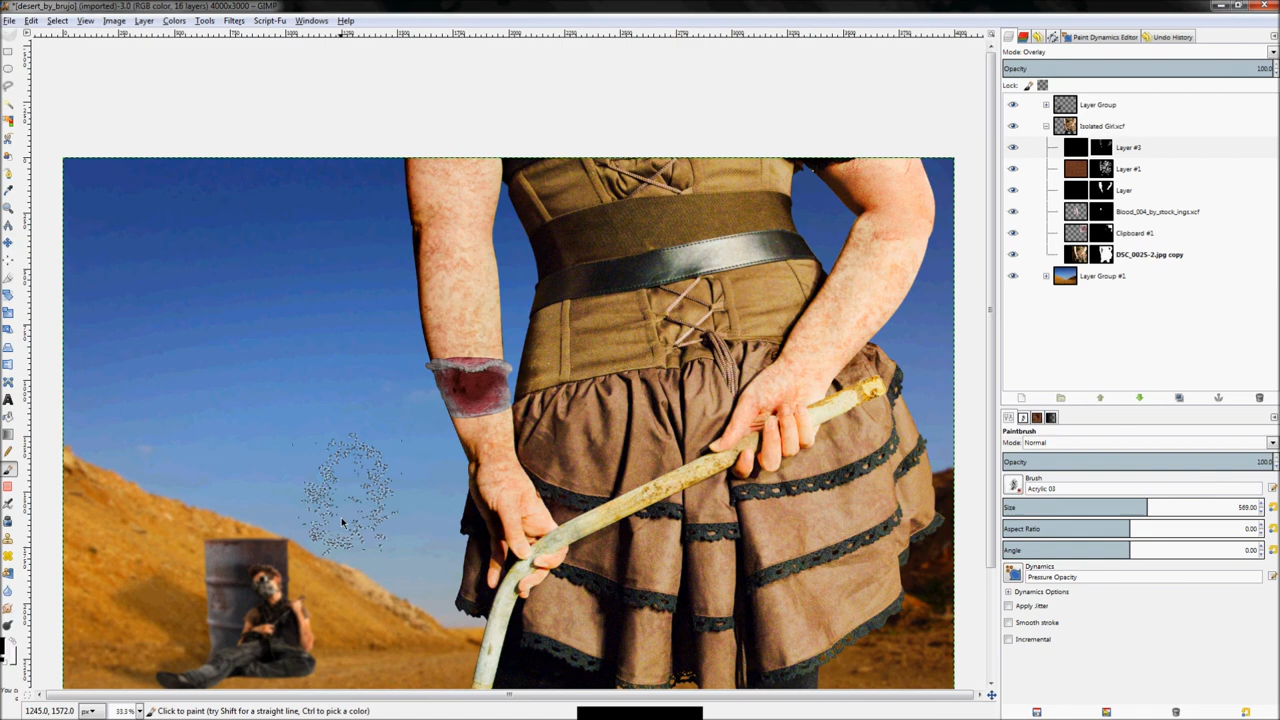 *[desert_by_brujo] (imported)-3.0 (RGB color, 16 layers) 4000x3000 – GIMP
File Edit Select View Image Layer Colors Tools Filters Script-Fu Windows Help
Paint Dynamics Editor Undo History
Mode: Overlay
Opacity 100.0
Lock:
Layer Group
Isolated Girl.xcf
Layer #3
Layer #1
Layer
Blood_004_by_stock_ings.xcf
Clipboard #1
DSC_0025-2.jpg copy
Layer Group #1
Paintbrush
Mode: Normal
Opacity 100.0
Brush
Acrylic 03
Size 569.00
Aspect Ratio 0.00
Angle 0.00
Dynamics
Pressure Opacity
Dynamics Options
Apply Jitter
Smooth stroke
Incremental
You a
1245.0, 1572.0 px 33.3% Click to paint (try Shift for a straight line, Ctrl to pick a color)